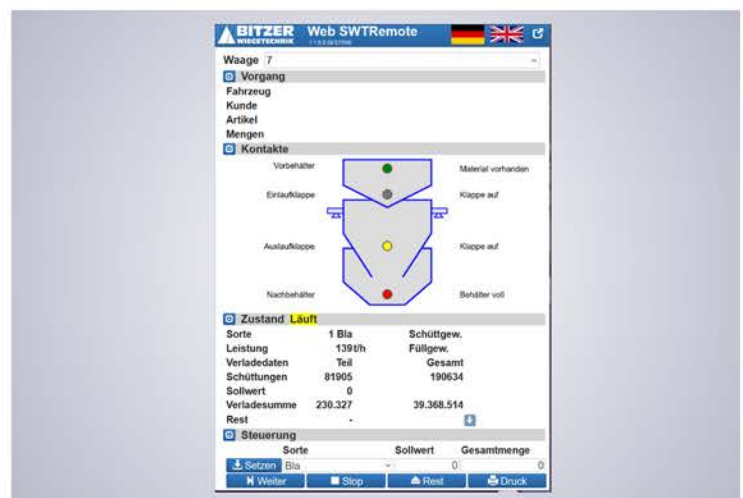 BITZER Web SWTRemote
WIEGETECHNIK
Waage 7
Vorgang
Fahrzeug
Kunde
Artikel
Mengen
Kontakte
Vorbehälter Material vorhanden
Einlaufklappe Klappe auf
Auslaufklappe Klappe auf
Nachbehälter Behälter voll
Zustand Läuft
Sorte 1 Bla Schüttgew.
Leistung 139t/h Füllgew.
Verladedaten Teil Gesamt
Schüttungen 81905 190634
Sollwert 0
Verladesumme 230.327 39.368.514
Rest -
Steuerung
Sorte Sollwert Gesamtmenge
Setzen Bla 0 0
Weiter Stop Rest Druck